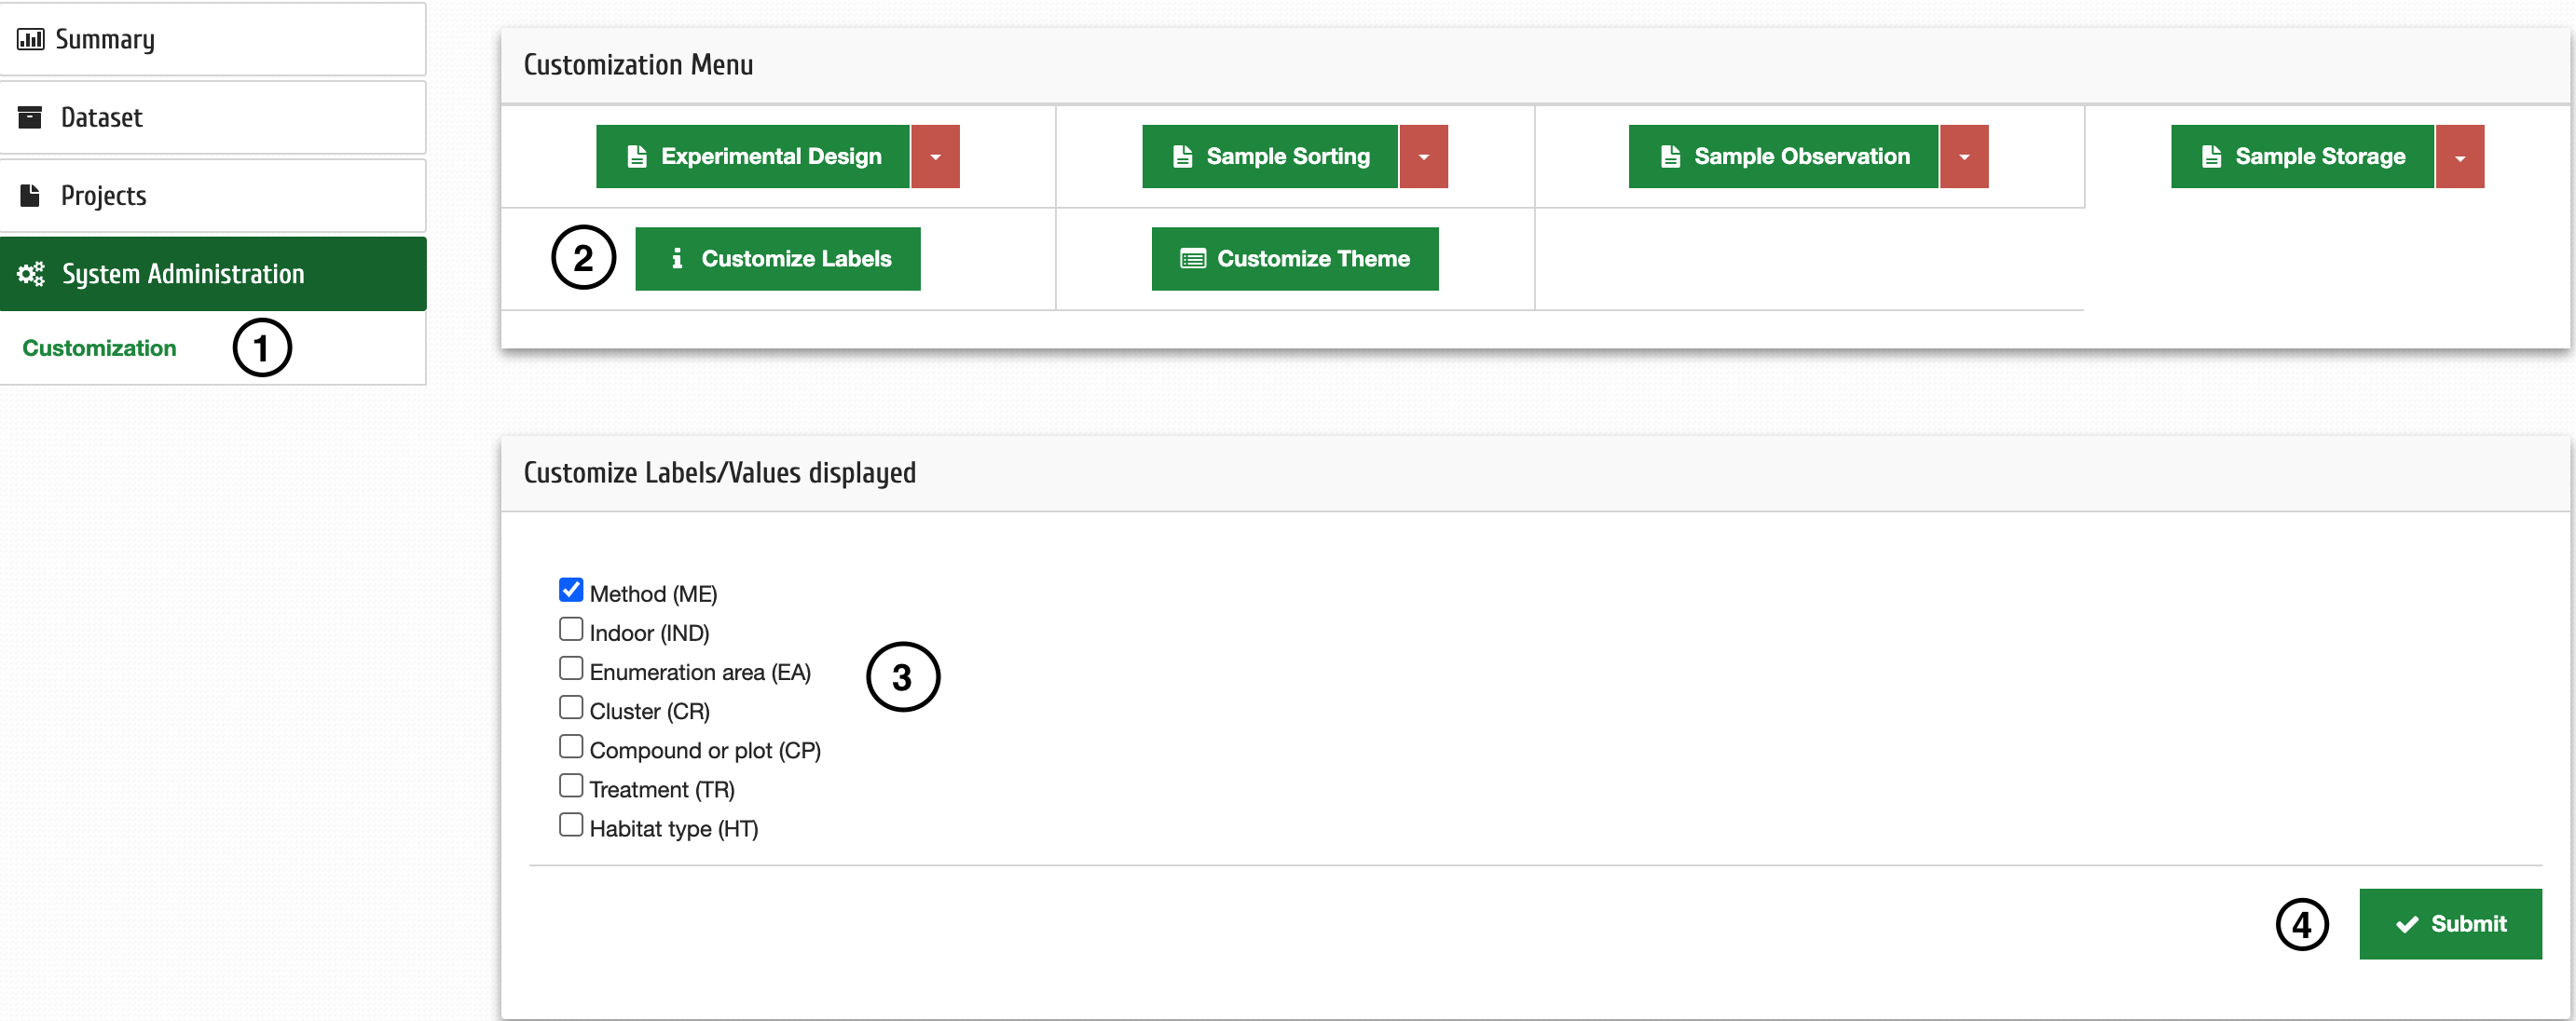 Summary
Dataset
Projects
System Administration
Customization 1
Customization Menu
Experimental Design Sample Sorting Sample Observation Sample Storage
2 Customize Labels Customize Theme
Customize Labels/Values displayed
Method (ME)
Indoor (IND)
Enumeration area (EA)
3
Cluster (CR)
Compound or plot (CP)
Treatment (TR)
Habitat type (HT)
4 Submit